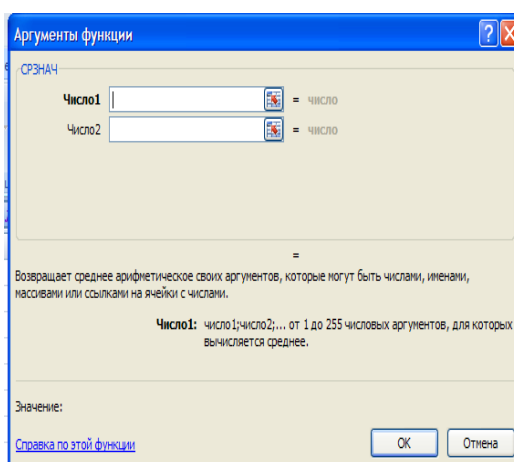 Аргументы функции
СРЗНАЧ
Число1 = число
Число2 = число
=
Возвращает среднее арифметическое своих аргументов, которые могут быть числами, именами,
массивами или ссылками на ячейки с числами.
Число1: число1;число2;... от 1 до 255 числовых аргументов, для которых
вычисляется среднее.
Значение:
Справка по этой функции
ОК
Отмена